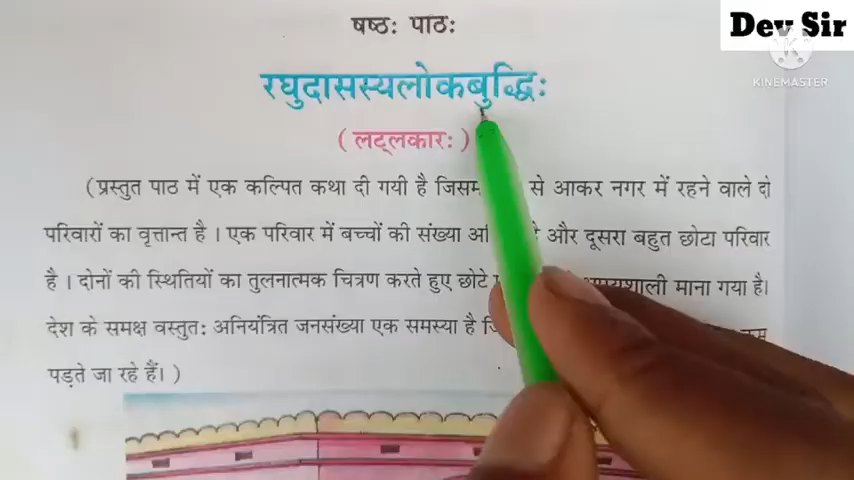 Dev Sir
KINEMASTER
षष्ठः पाठः
रघुदासस्यलोकबुद्धिः
( लट्लकारः )
(प्रस्तुत पाठ में एक कल्पित कथा दी गयी है से आकर नगर में रहने वाले दो
परिवारों का वृत्तान्त है । एक परिवार में बच्चों की संख्या और दूसरा बहुत छोटा परिवार
है । दोनों की स्थितियों का तुलनात्मक चित्रण करते हुए छोटे माना गया है।
देश के समक्ष वस्तुत: अनियंत्रित जनसंख्या एक समस्या है
पड़ते जा रहे हैं। )